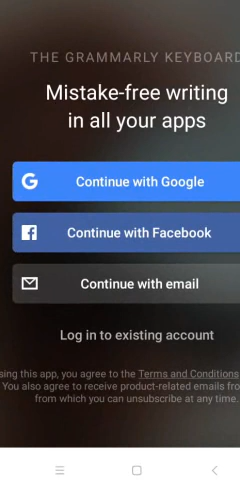 THE GRAMMARLY KEYBOARD
Mistake-free writing
in all your apps
Continue with Google
Continue with Facebook
Continue with email
Log in to existing account
sing this app, you agree to the Terms and Conditions
You also agree to receive product-related emails fro
from which you can unsubscribe at any time.